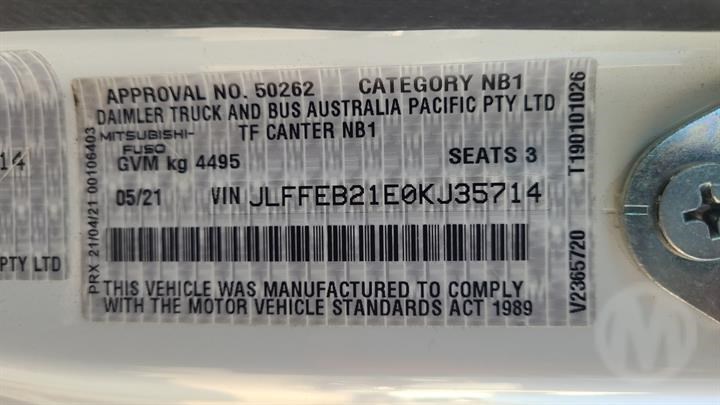 APPROVAL NO. 50262 CATEGORY NB1
DAIMLER TRUCK AND BUS AUSTRALIA PACIFIC PTY LTD
MITSUBISHI- TF CANTER NB1
FUSO
GVM kg 4495 SEATS 3
05/21 VIN JLFFEB21E0KJ35714
THIS VEHICLE WAS MANUFACTURED TO COMPLY
WITH THE MOTOR VEHICLE STANDARDS ACT 1989
PRX 21/04/21 00106403
V2365720 T190101026
14
PTY LTD
M